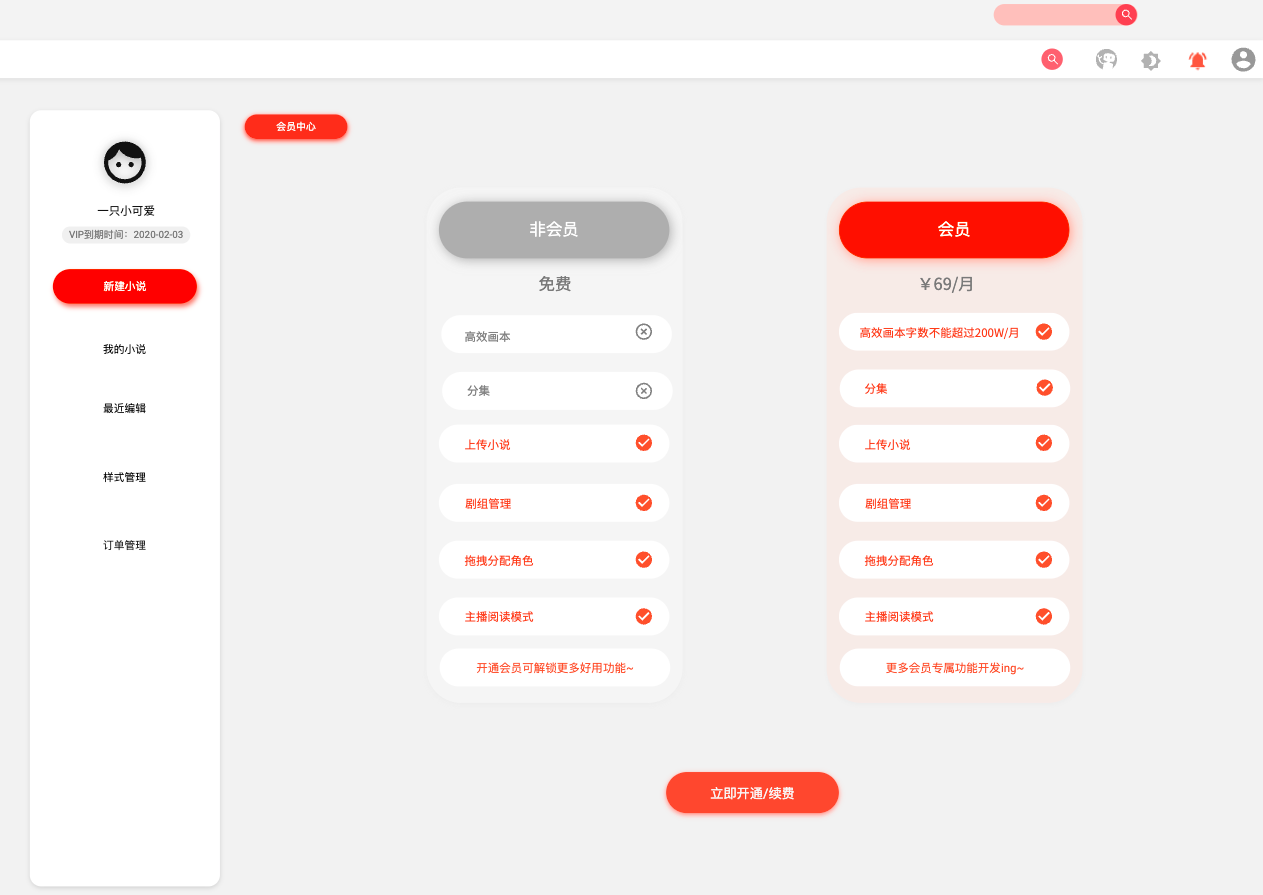 一只小可爱
VIP到期时间：2020-02-03
新建小说
我的小说
最近编辑
样式管理
订单管理
会员中心
非会员
免费
高效画本
分集
上传小说
剧组管理
拖拽分配角色
主播阅读模式
开通会员可解锁更多好用功能~
会员
￥69/月
高效画本字数不能超过200W/月
分集
上传小说
剧组管理
拖拽分配角色
主播阅读模式
更多会员专属功能开发ing~
立即开通/续费